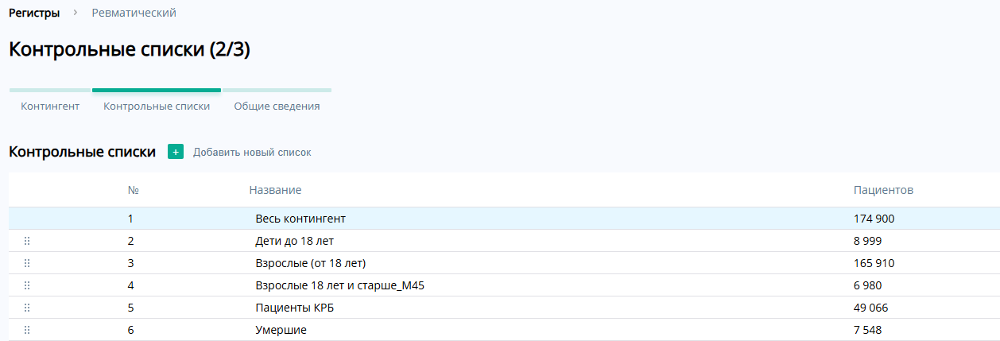 Регистры > Ревматический
Контрольные списки (2/3)
Контингент Контрольные списки Общие сведения
Контрольные списки + Добавить новый список
№ Название Пациентов
1 Весь контингент 174 900
2 Дети до 18 лет 8 999
3 Взрослые (от 18 лет) 165 910
4 Взрослые 18 лет и старше_М45 6 980
5 Пациенты КРБ 49 066
6 Умершие 7 548